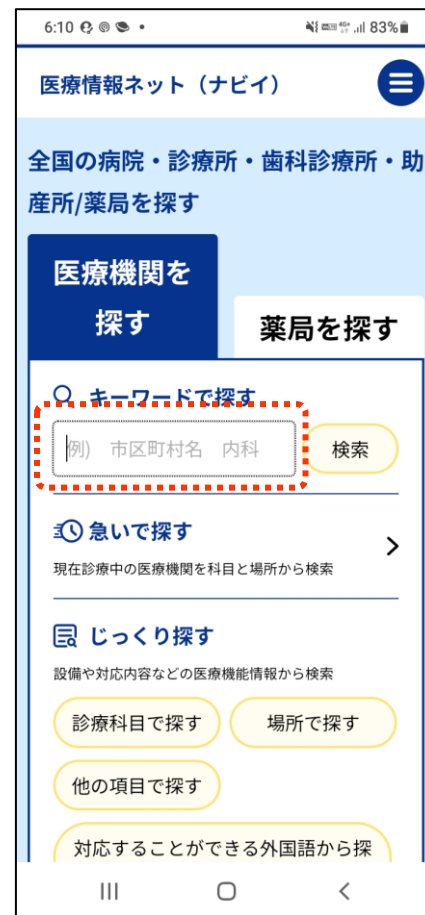 6:10
83%
医療情報ネット（ナビイ）
全国の病院・診療所・歯科診療所・助
産所/薬局を探す
医療機関を
探す
薬局を探す
キーワードで探す
例)　市区町村名　内科
検索
急いで探す
現在診療中の医療機関を科目と場所から検索
じっくり探す
設備や対応内容などの医療機能情報から検索
診療科目で探す
場所で探す
他の項目で探す
対応することができる外国語から探